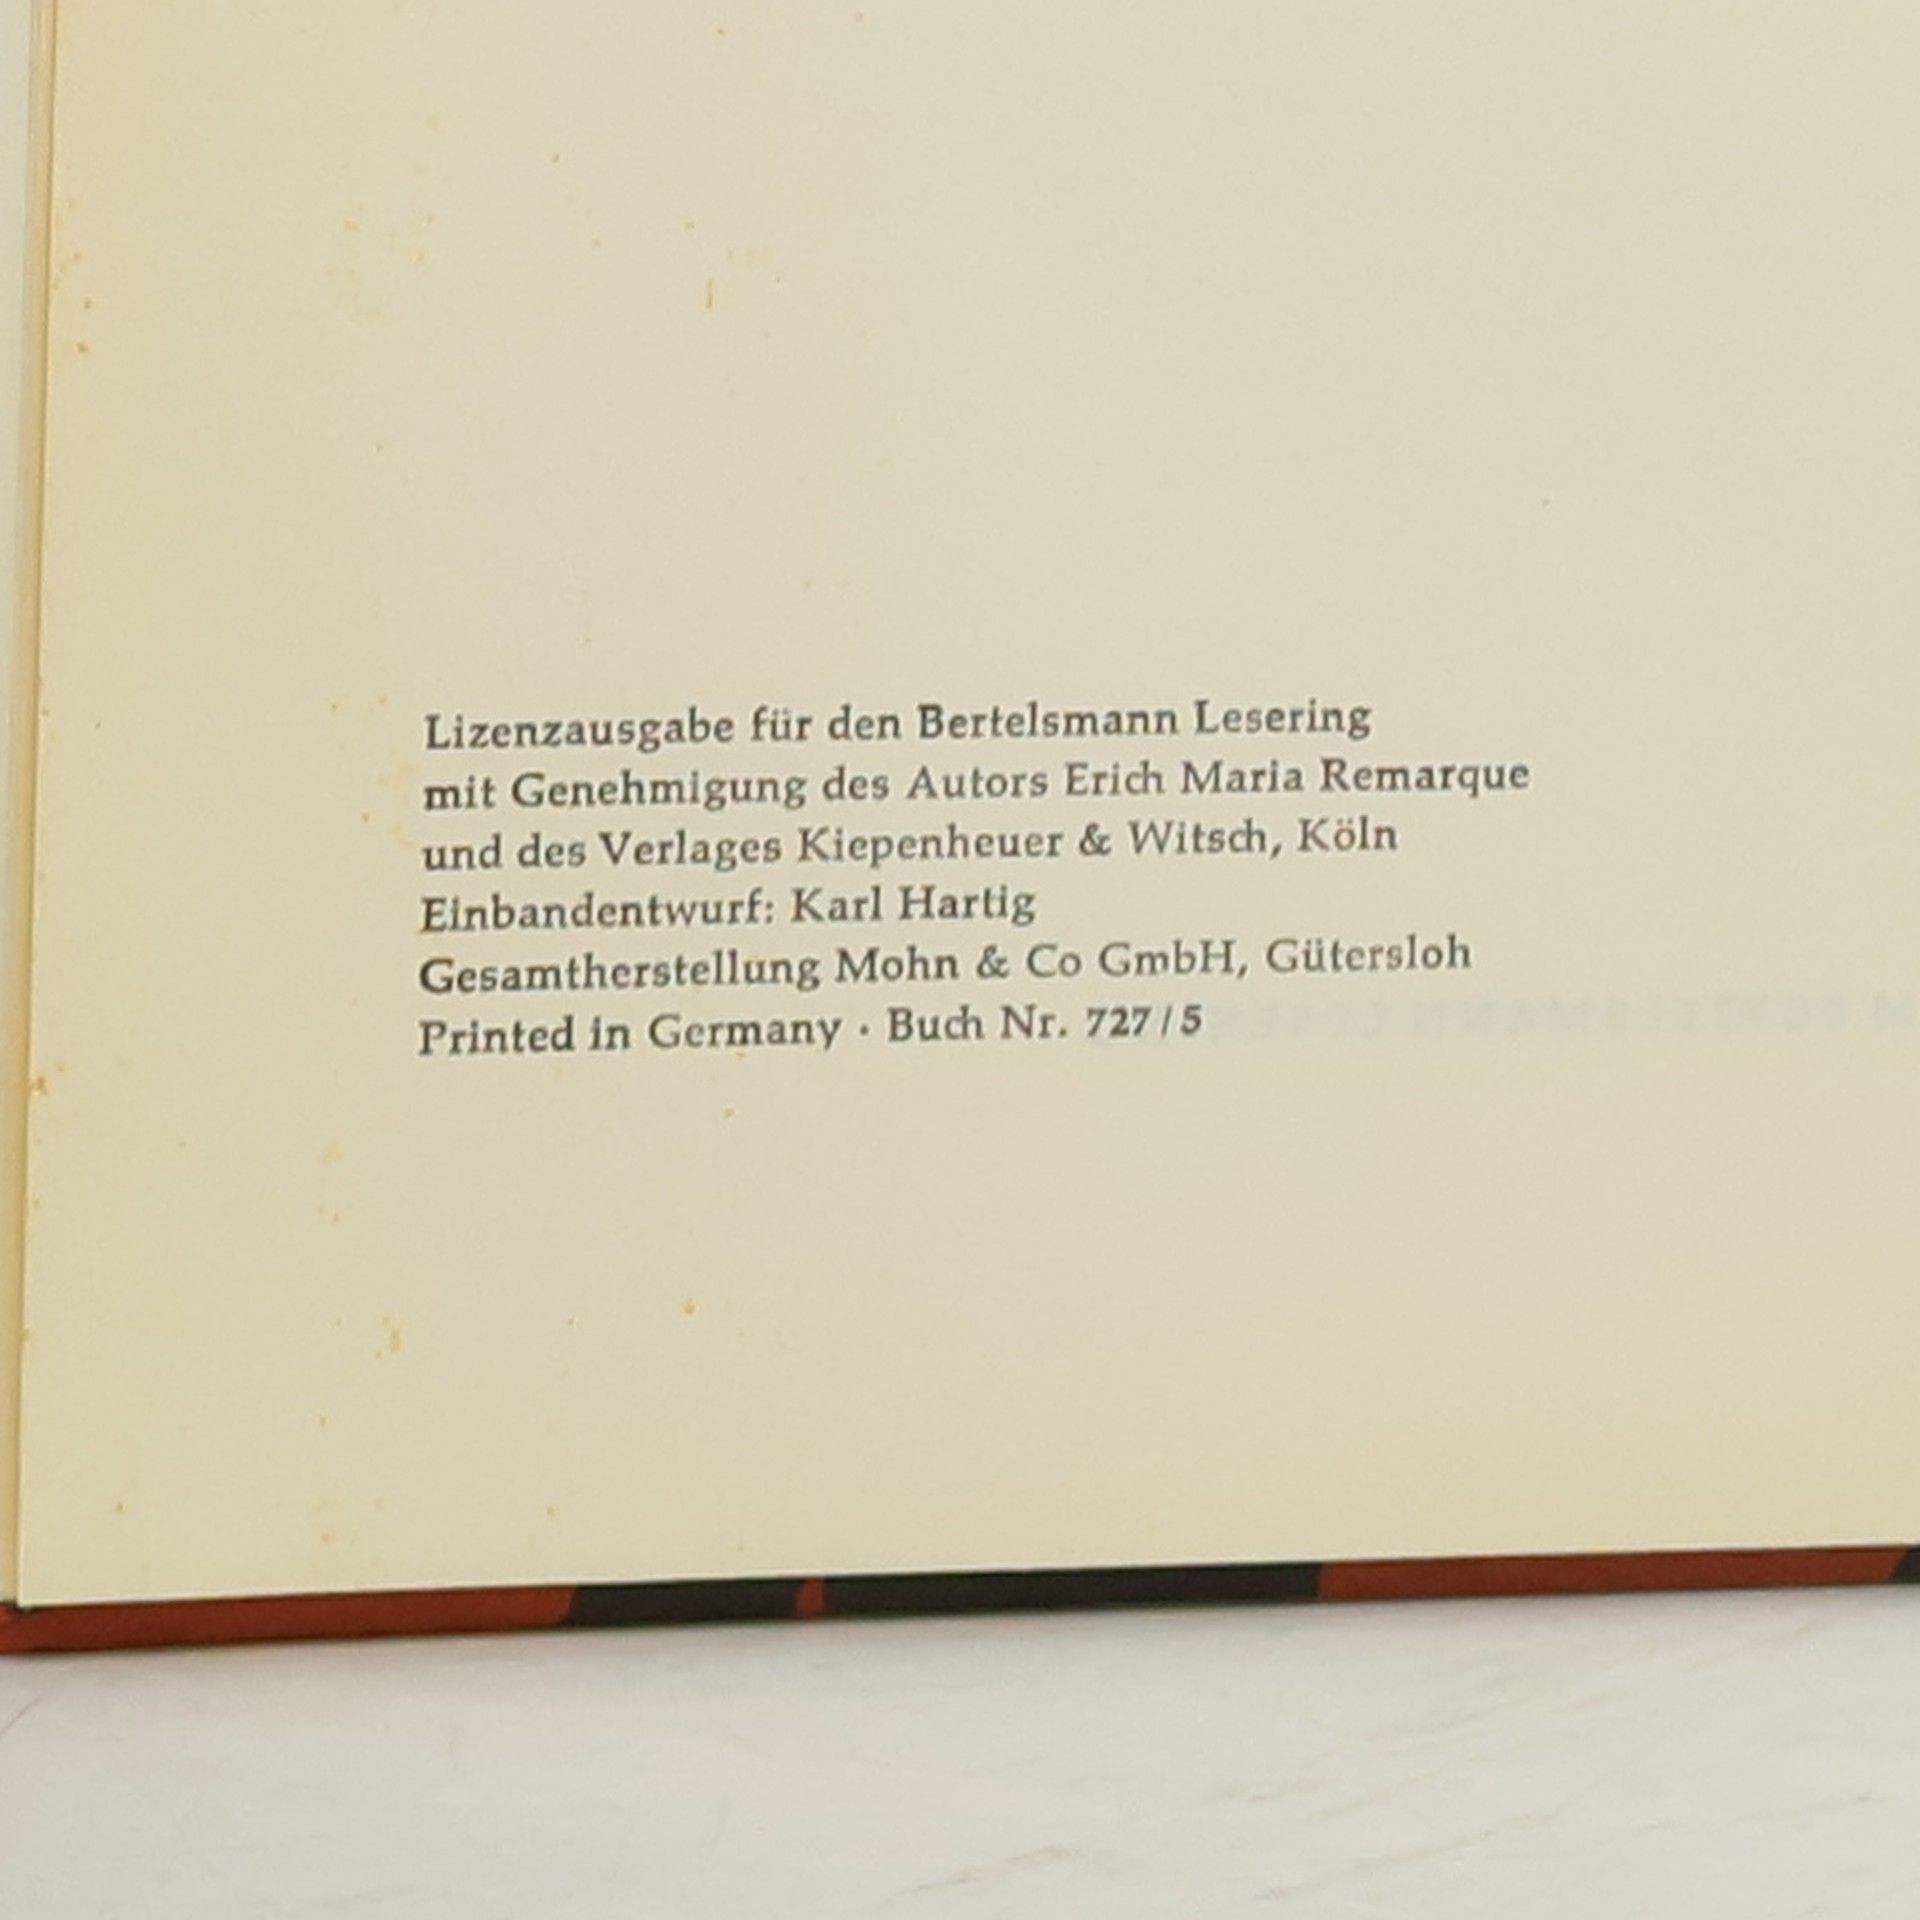 Lizenzausgabe für den Bertelsmann Lesering
mit Genehmigung des Autors Erich Maria Remarque
und des Verlages Kiepenheuer & Witsch, Köln
Einbandentwurf: Karl Hartig
Gesamtherstellung Mohn & Co GmbH, Gütersloh
Printed in Germany · Buch Nr. 727/5